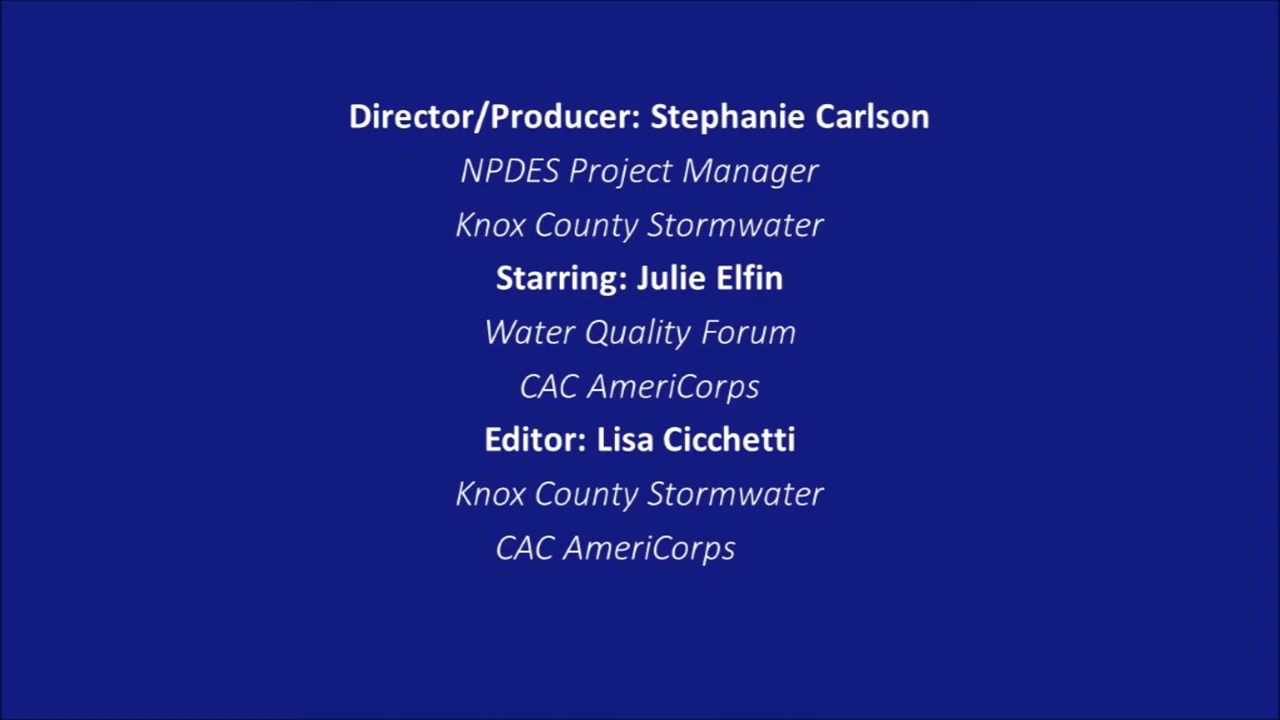 Director/Producer: Stephanie Carlson
NPDES Project Manager
Knox County Stormwater
Starring: Julie Elfin
Water Quality Forum
CAC AmeriCorps
Editor: Lisa Cicchetti
Knox County Stormwater
CAC AmeriCorps